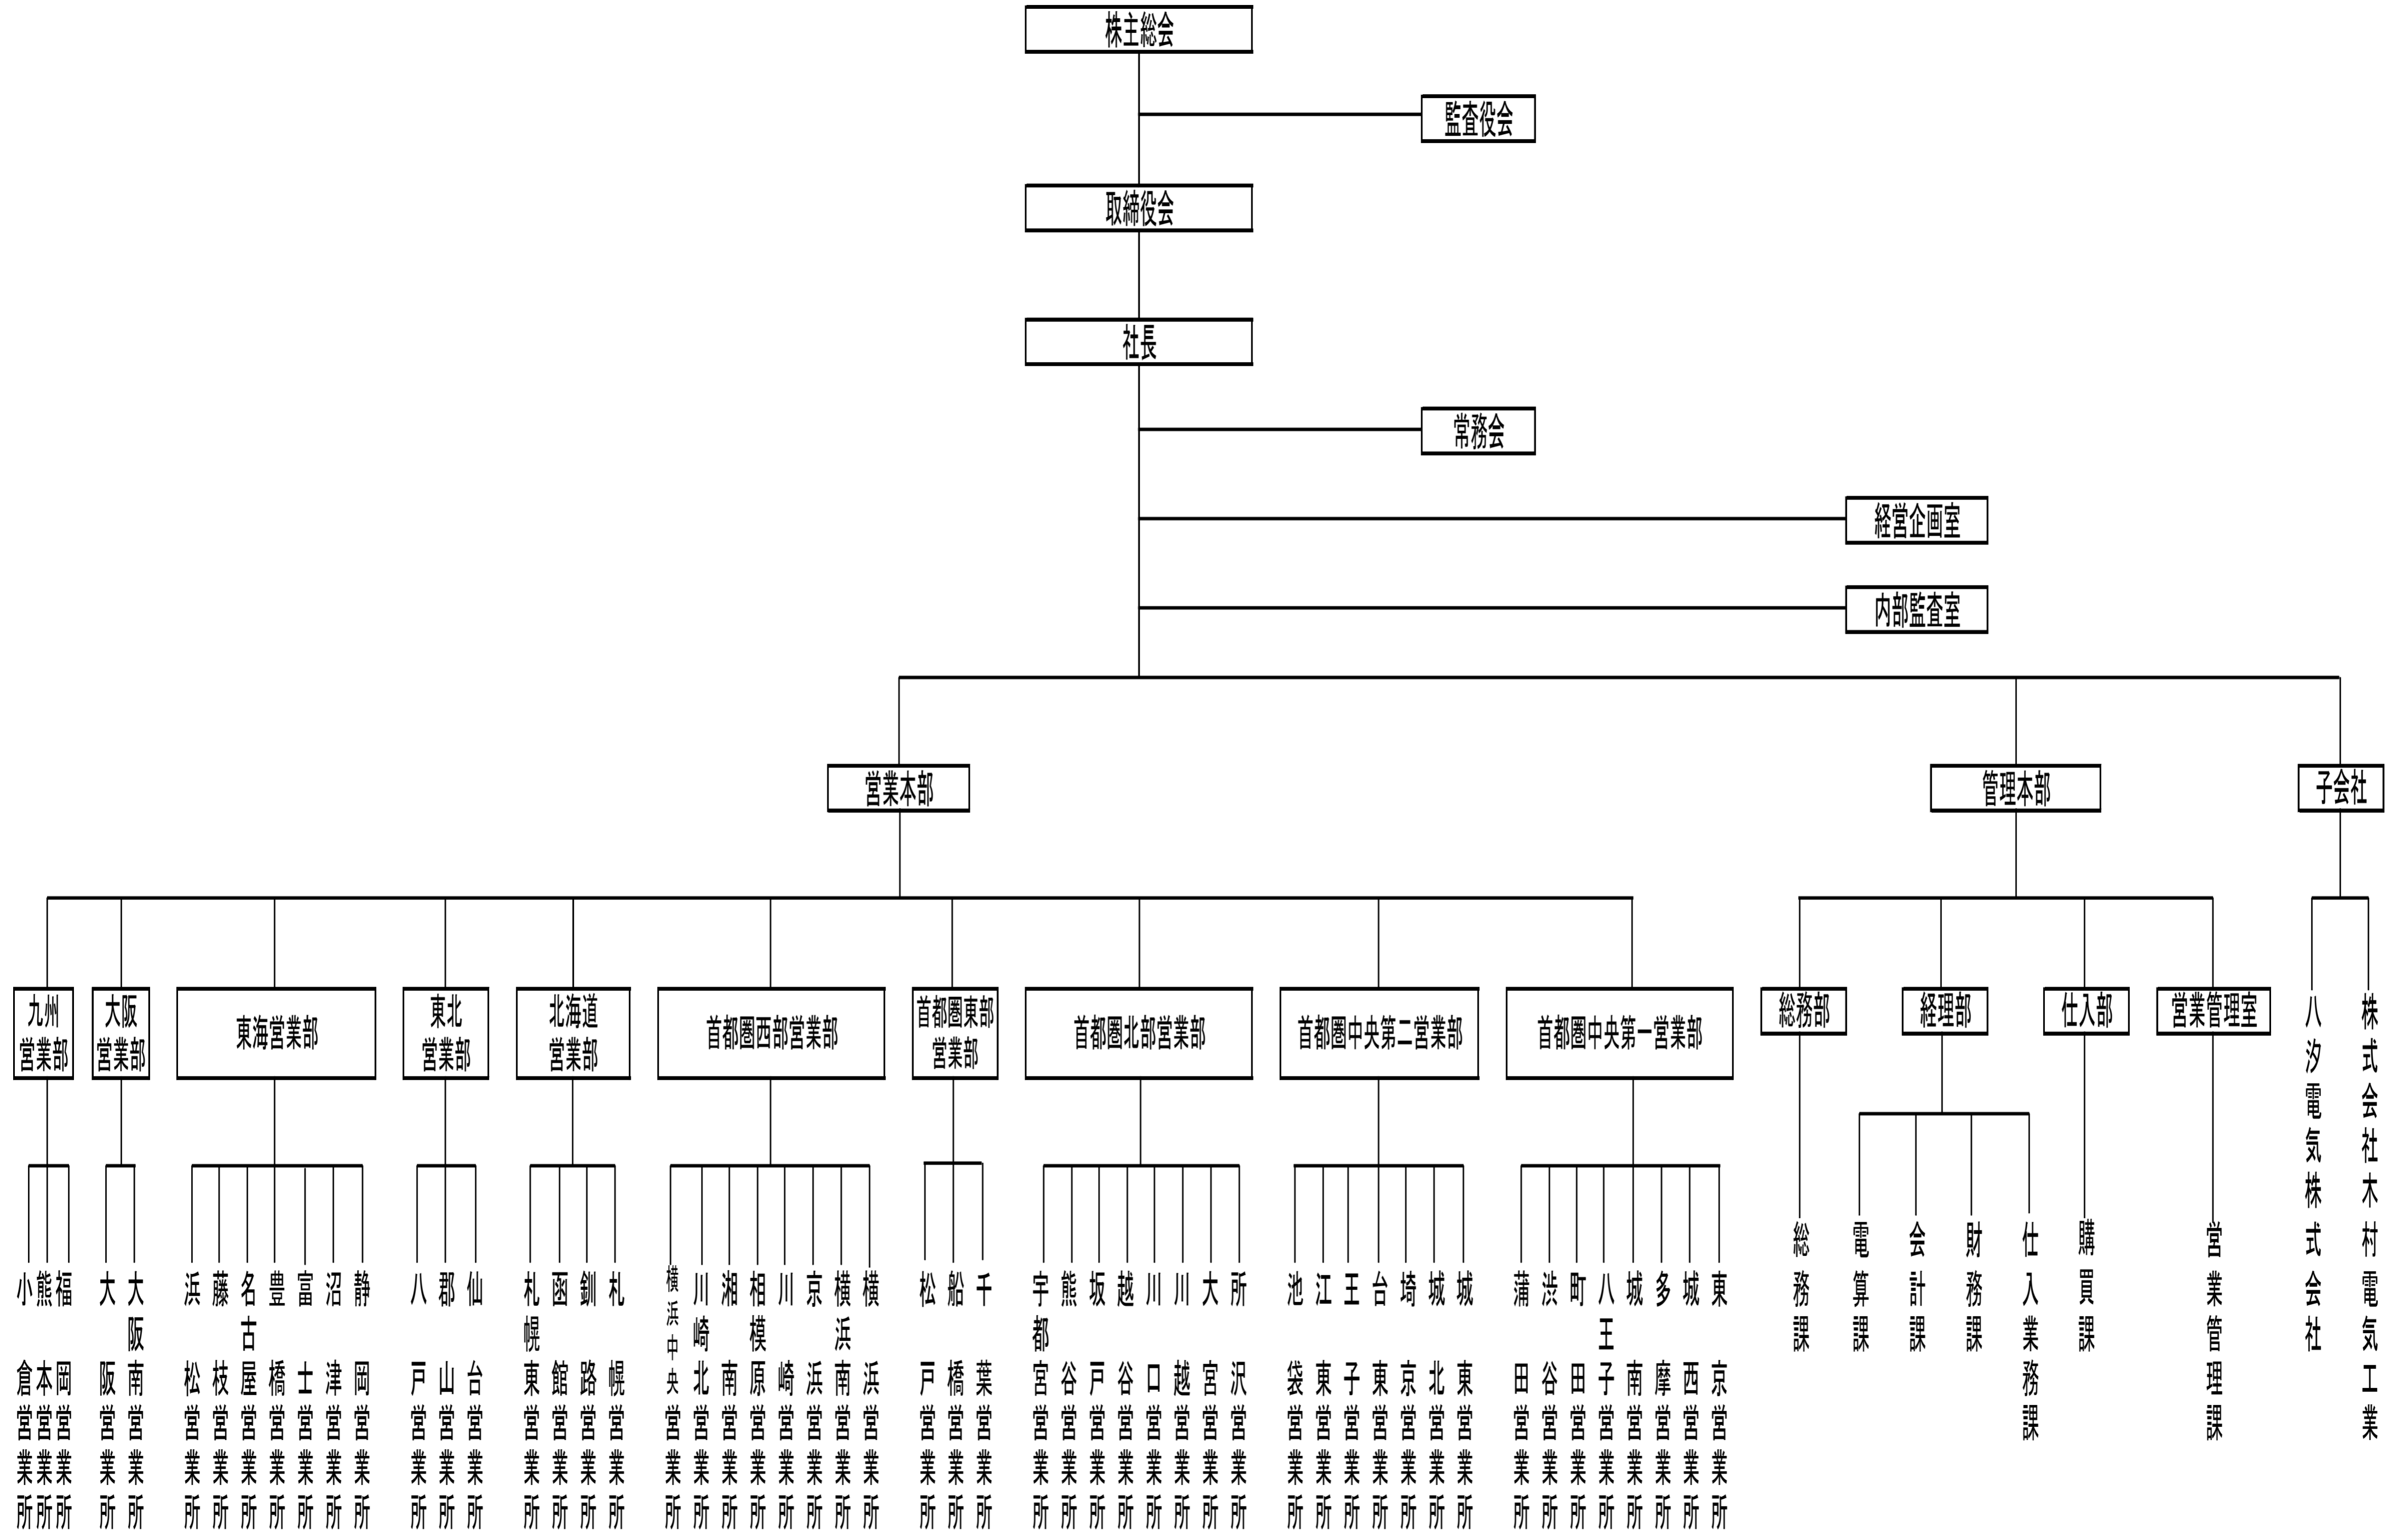 株主総会
監査役会
取締役会
社長
常務会
経営企画室
内部監査室
営業本部
管理本部
子会社
九州
営業部
大阪
営業部
東海営業部
東北
営業部
北海道
営業部
首都圏西部営業部
首都圏東部
営業部
首都圏北部営業部
首都圏中央第二営業部
首都圏中央第一営業部
総務部
経理部
仕入部
営業管理室
小倉営業所
熊本営業所
福岡営業所
大阪営業所
大阪南営業所
浜松営業所
藤枝営業所
名古屋営業所
豊橋営業所
富士営業所
沼津営業所
静岡営業所
八戸営業所
郡山営業所
仙台営業所
札幌東営業所
函館営業所
釧路営業所
札幌営業所
横浜中央営業所
川崎北営業所
湘南営業所
相模原営業所
川崎営業所
京浜営業所
横浜南営業所
横浜営業所
松戸営業所
船橋営業所
千葉営業所
宇都宮営業所
熊谷営業所
坂戸営業所
越谷営業所
川口営業所
川越営業所
大宮営業所
所沢営業所
池袋営業所
江東営業所
王子営業所
台東営業所
埼京営業所
城北営業所
城東営業所
蒲田営業所
渋谷営業所
町田営業所
八王子営業所
城南営業所
多摩営業所
城西営業所
東京営業所
総務課
電算課
会計課
財務課
仕入業務課
購買課
営業管理課
八汐電気株式会社
株式会社木村電気工業